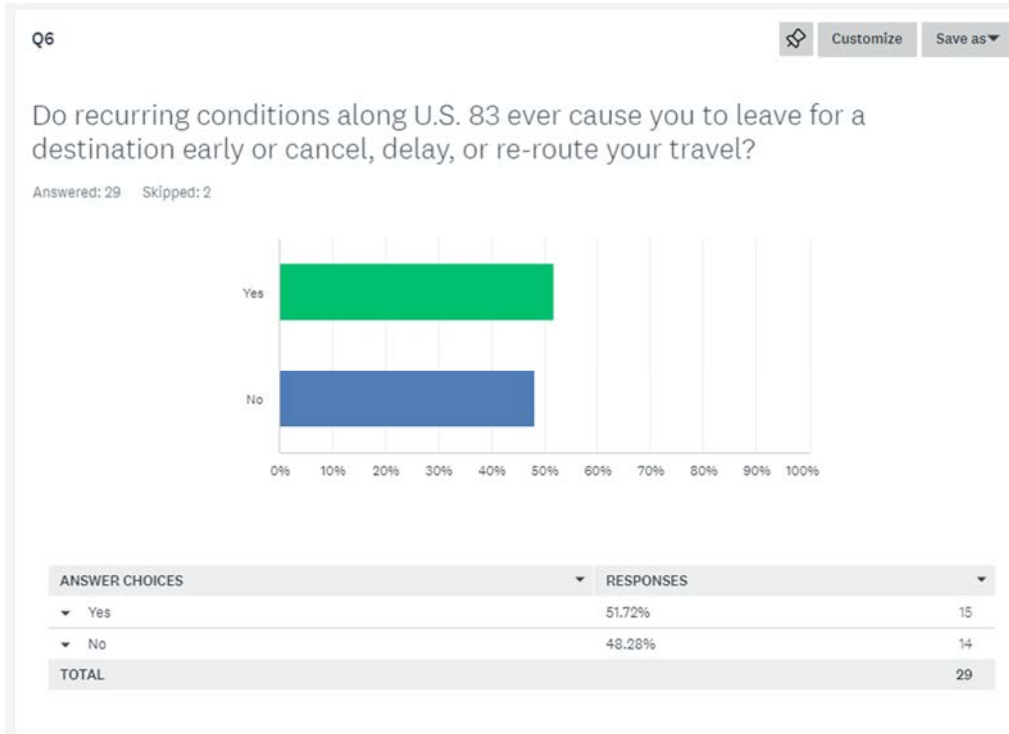 Q6
Customize
Save as
Do recurring conditions along U.S. 83 ever cause you to leave for a
destination early or cancel, delay, or re-route your travel?
Answered: 29 Skipped: 2
Yes
No
0% 10% 20% 30% 40% 50% 60% 70% 80% 90% 100%
ANSWER CHOICES RESPONSES
Yes 51.72% 15
No 48.28% 14
TOTAL 29